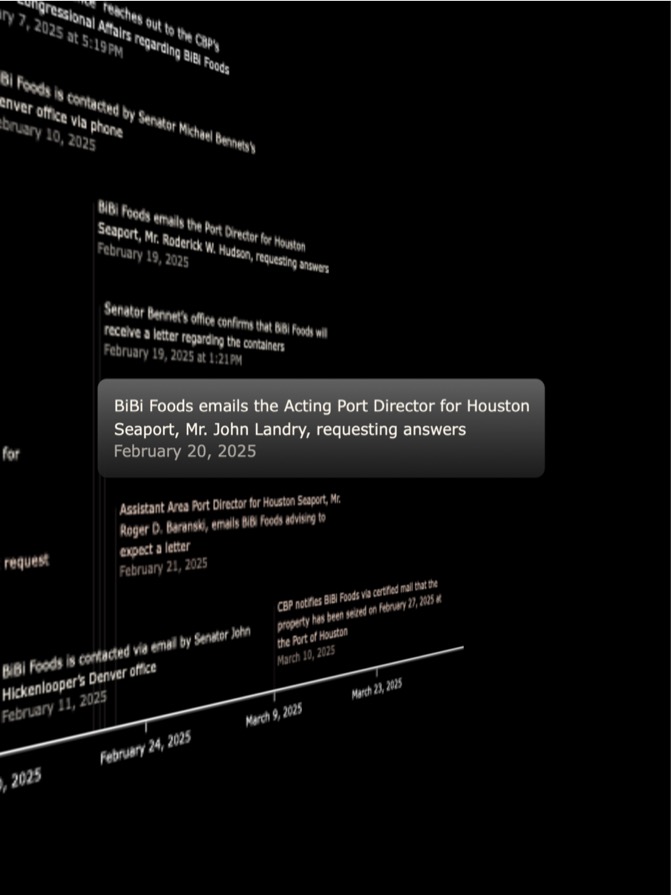 reaches out to the CBP's
Congressional Affairs regarding BiBi Foods
ry 7, 2025 at 5:19PM
Bi Foods is contacted by Senator Michael Bennets's
enver office via phone
ebruary 10, 2025
BiBi Foods emails the Port Director for Houston
Seaport, Mr. Roderick W. Hudson, requesting answers
February 19, 2025
Senator Bennet's office confirms that BiBi Foods will
receive a letter regarding the containers
February 19, 2025 at 1:21PM
BiBi Foods emails the Acting Port Director for Houston
Seaport, Mr. John Landry, requesting answers
February 20, 2025
for
Assistant Area Port Director for Houston Seaport, Mr.
Roger D. Baranski, emails BiBi Foods advising to
expect a letter
February 21, 2025
request
CBP notifies BiBi Foods via certified mail that the
property has been seized on February 27, 2025 at
the Port of Houston
March 10, 2025
BiBi Foods is contacted via email by Senator John
Hickenlooper's Denver office
February 11, 2025
0, 2025
February 24, 2025
March 9, 2025
March 23, 2025